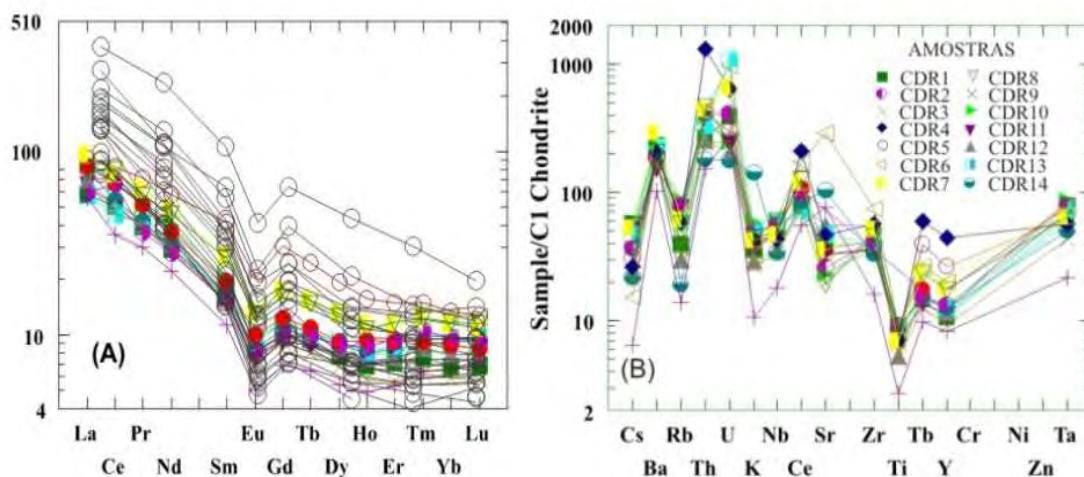 510
100
10
4
(A)
La Pr Eu Tb Ho Tm Lu
Ce Nd Sm Gd Dy Er Yb
Sample/C1 Chondrite
2000
1000
100
10
2
(B)
AMOSTRAS
CDR1 CDR8
CDR2 CDR9
CDR3 CDR10
CDR4 CDR11
CDR5 CDR12
CDR6 CDR13
CDR7 CDR14
Cs Rb U Nb Sr Zr Tb Cr Ni Ta
Ba Th K Ce Ti Y Zn